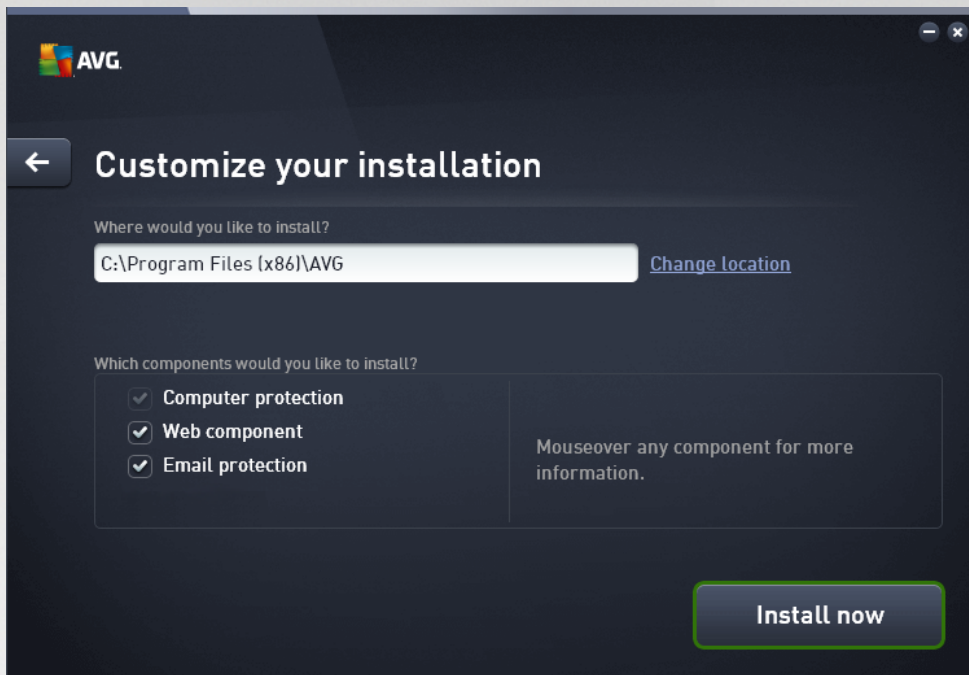 AVG.
Customize your installation
Where would you like to install?
C:\Program Files (x86)\AVG
Change location
Which components would you like to install?
Computer protection
Web component
Email protection
Mouseover any component for more
information.
Install now